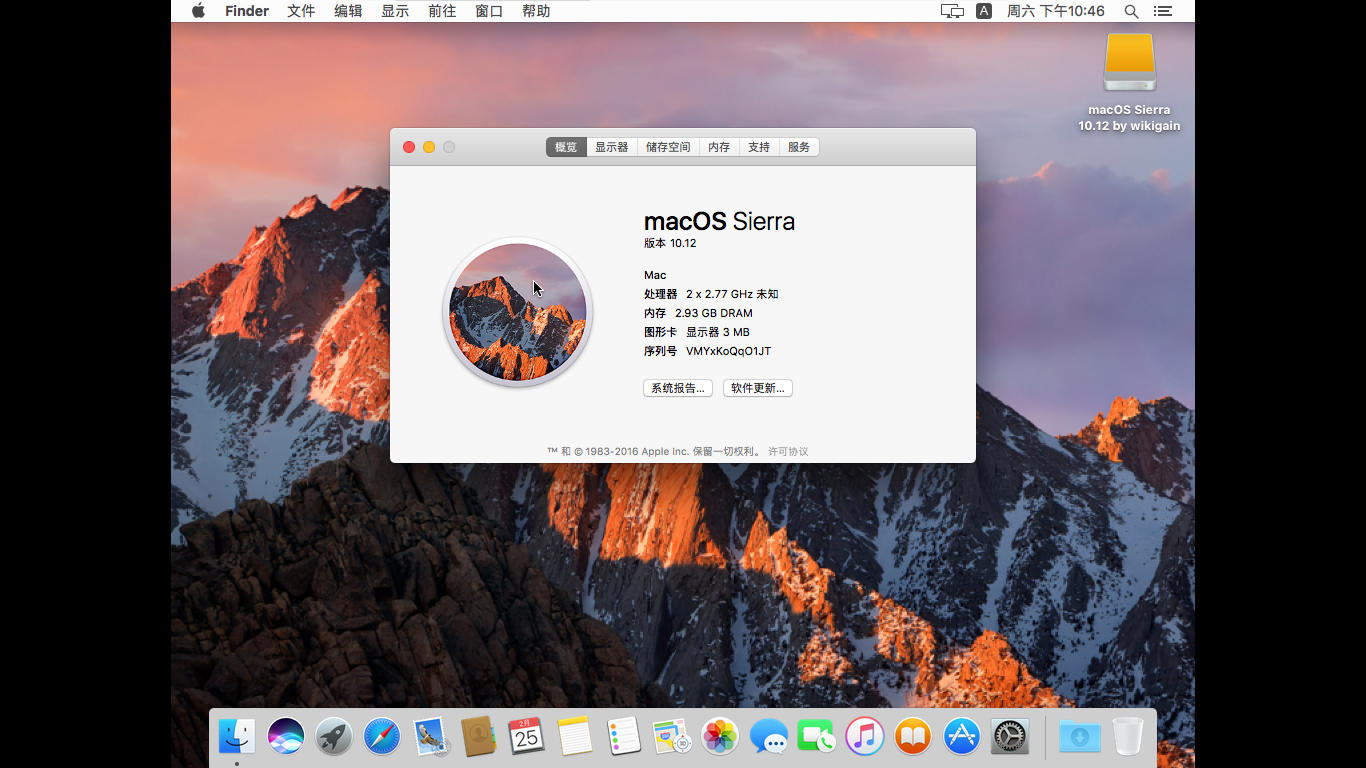 Finder 文件 编辑 显示 前往 窗口 帮助 A 周六 下午10:46
macOS Sierra
10.12 by wikigain
概览 显示器 储存空间 内存 支持 服务
macOS Sierra
版本 10.12
Mac
处理器 2 x 2.77 GHz 未知
内存 2.93 GB DRAM
图形卡 显示器 3 MB
序列号 VMYxKoQqO1JT
系统报告... 软件更新...
™ 和 © 1983-2016 Apple Inc. 保留一切权利。 许可协议
2月
25